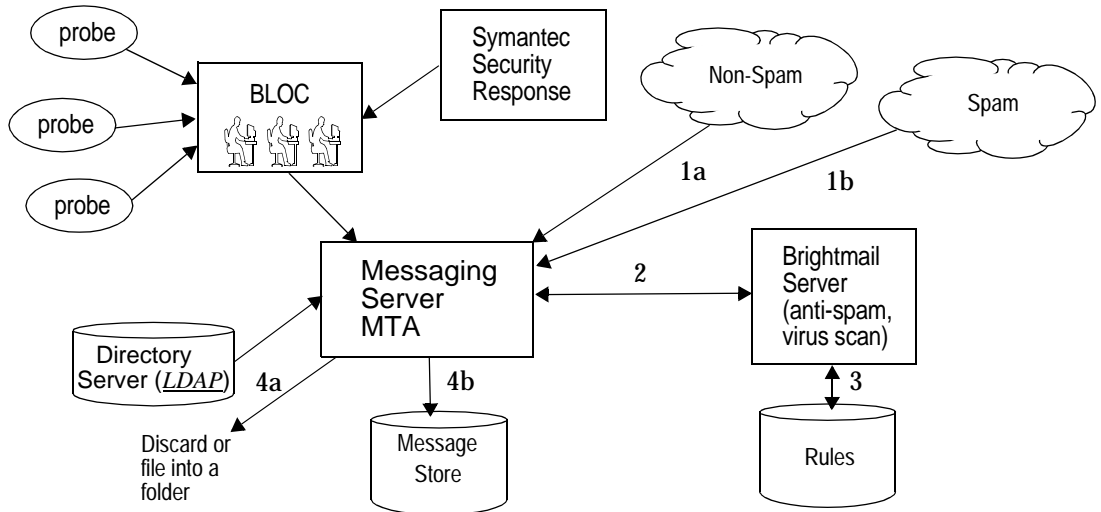 probe
Symantec
Security
Response
Non-Spam
Spam
BLOC
probe
probe
1a
1b
Messaging
Server
MTA
2
Brightmail
Server
(anti-spam,
virus scan)
Directory
Server (LDAP)
4a
4b
3
Discard or
file into a
folder
Message
Store
Rules